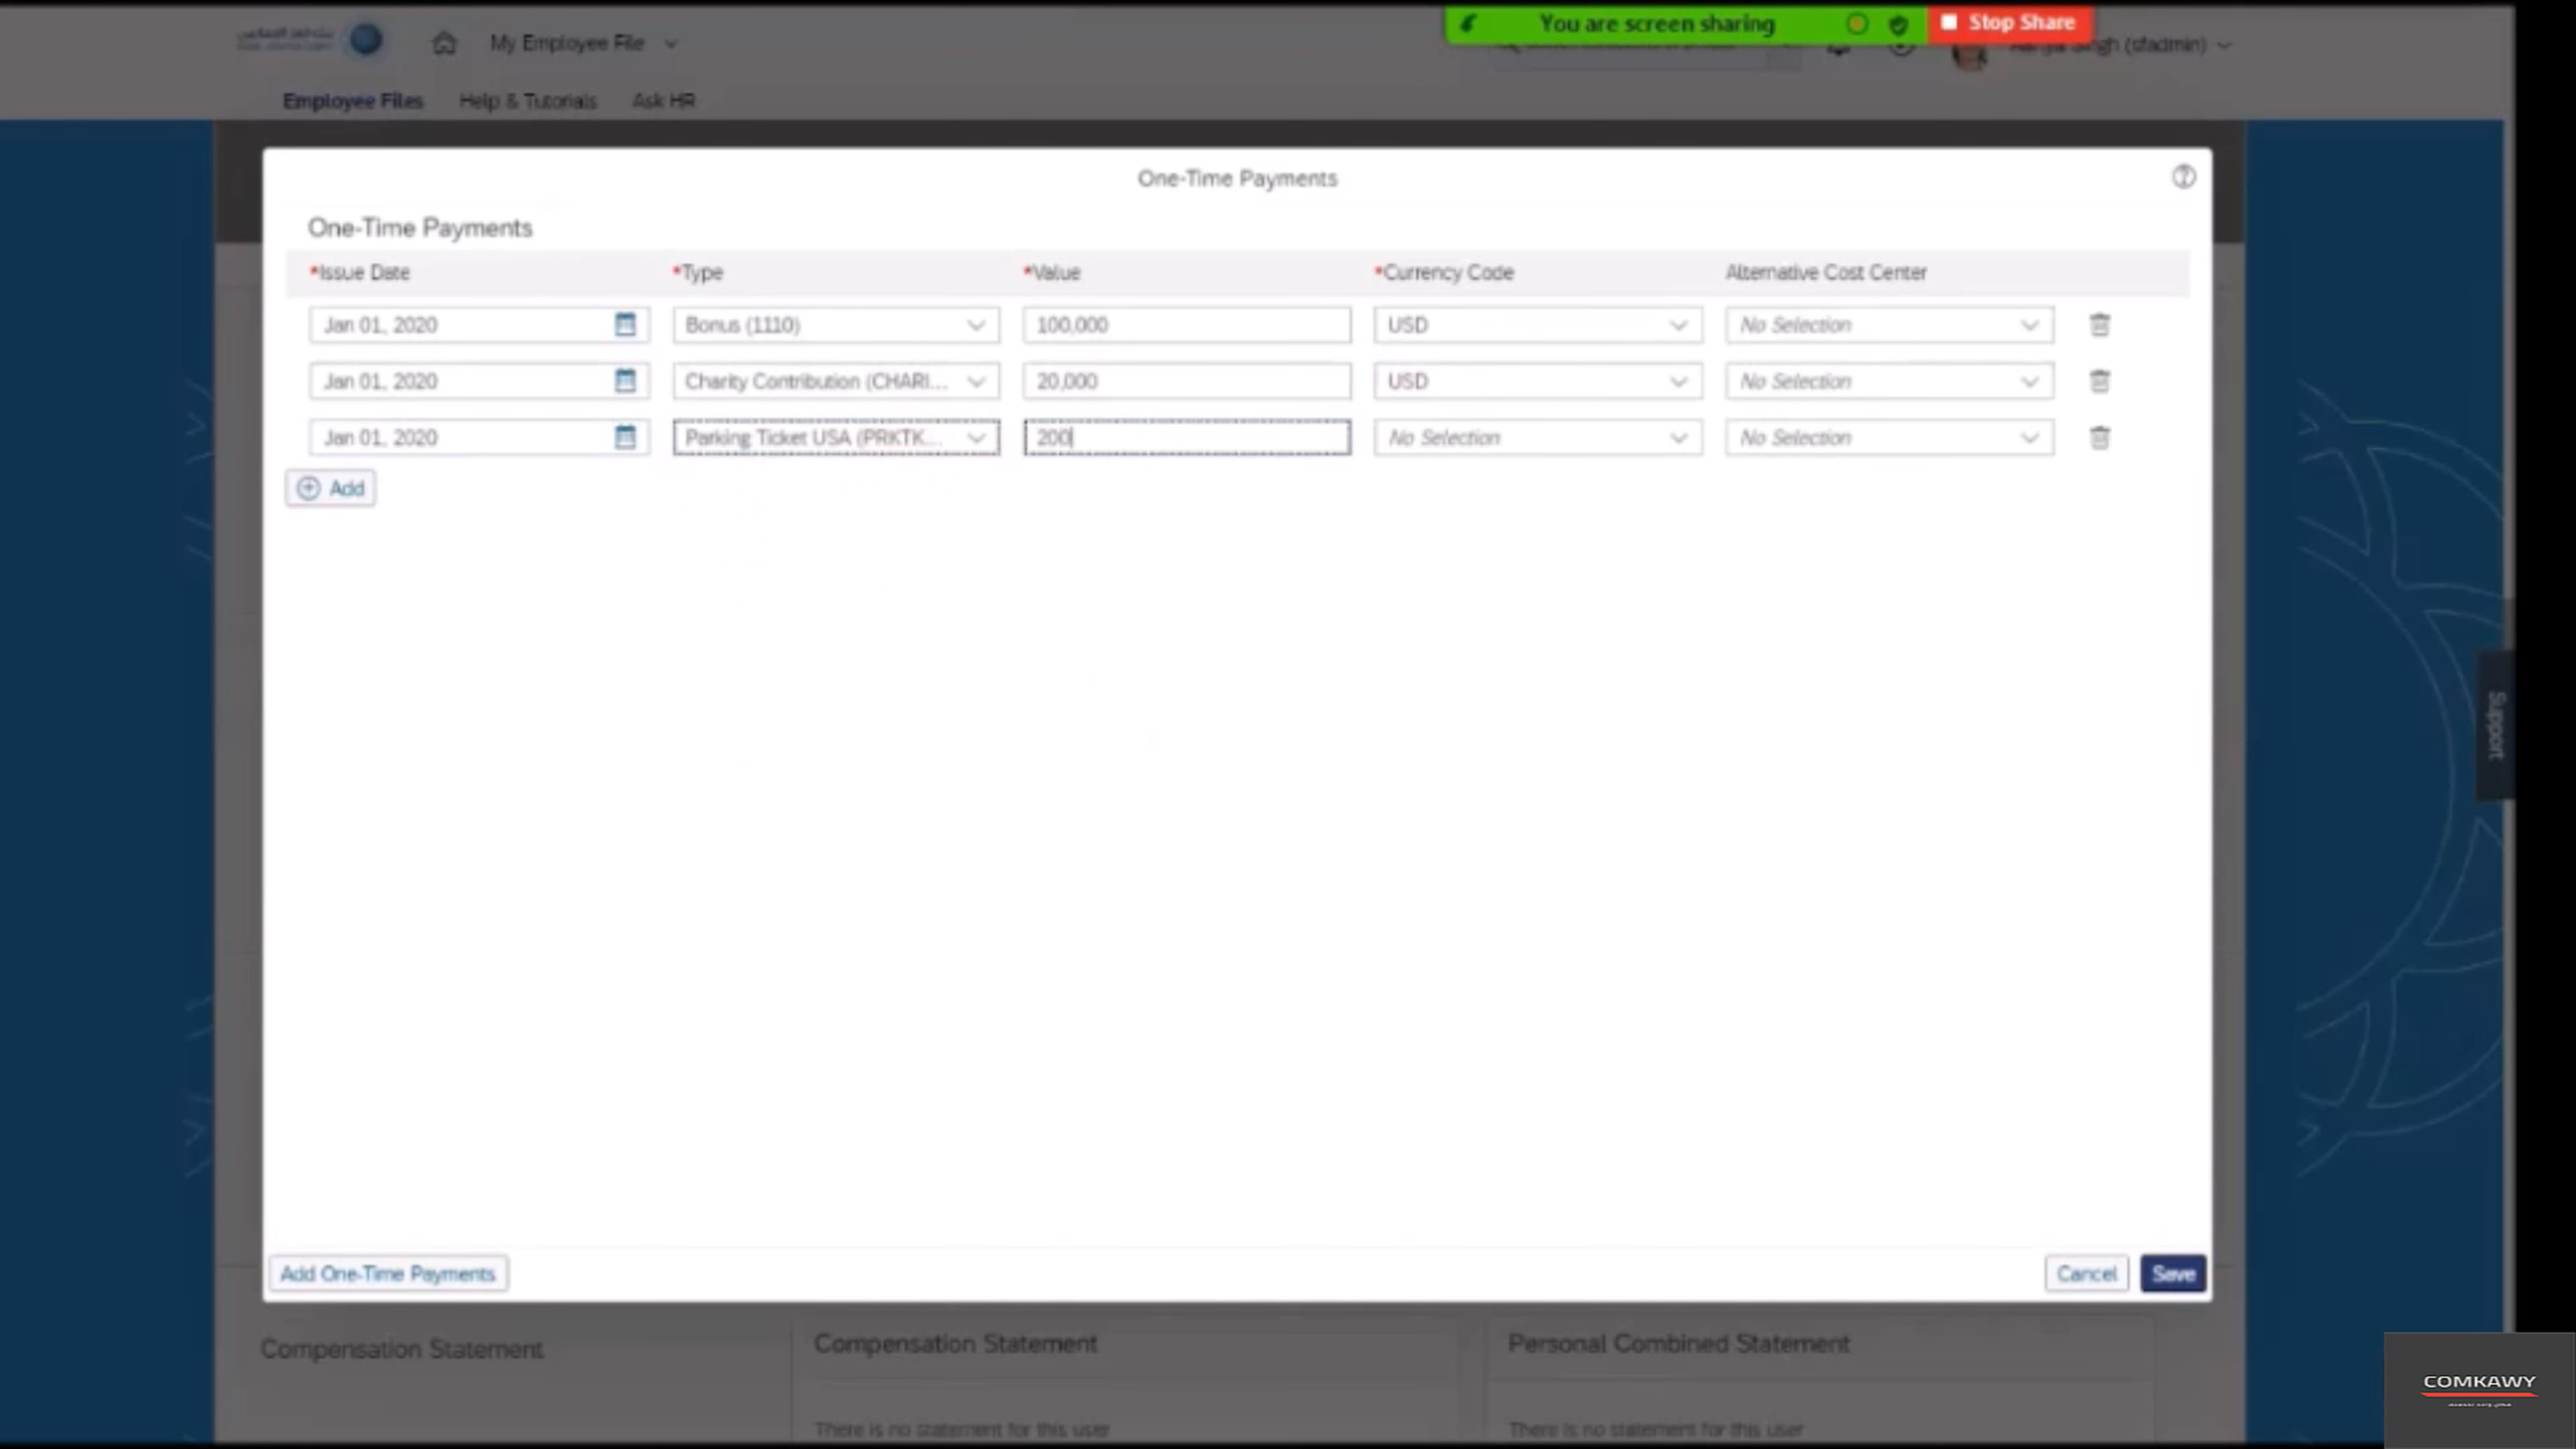 You are screen sharing
Stop Share
My Employee File
Singh (sfadmin)
Employee Files
Help & Tutorials
Ask HR
One-Time Payments
One-Time Payments
*Issue Date
*Type
*Value
*Currency Code
Alternative Cost Center
Jan 01, 2020
Bonus (1110)
100,000
USD
No Selection
Jan 01, 2020
Charity Contribution (CHARI...
20,000
USD
No Selection
Jan 01, 2020
Parking Ticket USA (PRKTK...
200
No Selection
No Selection
Add
Support
Add One-Time Payments
Cancel
Save
Compensation Statement
Compensation Statement
Personal Combined Statement
There is no statement for this user
There is no statement for this user
COMKAWY